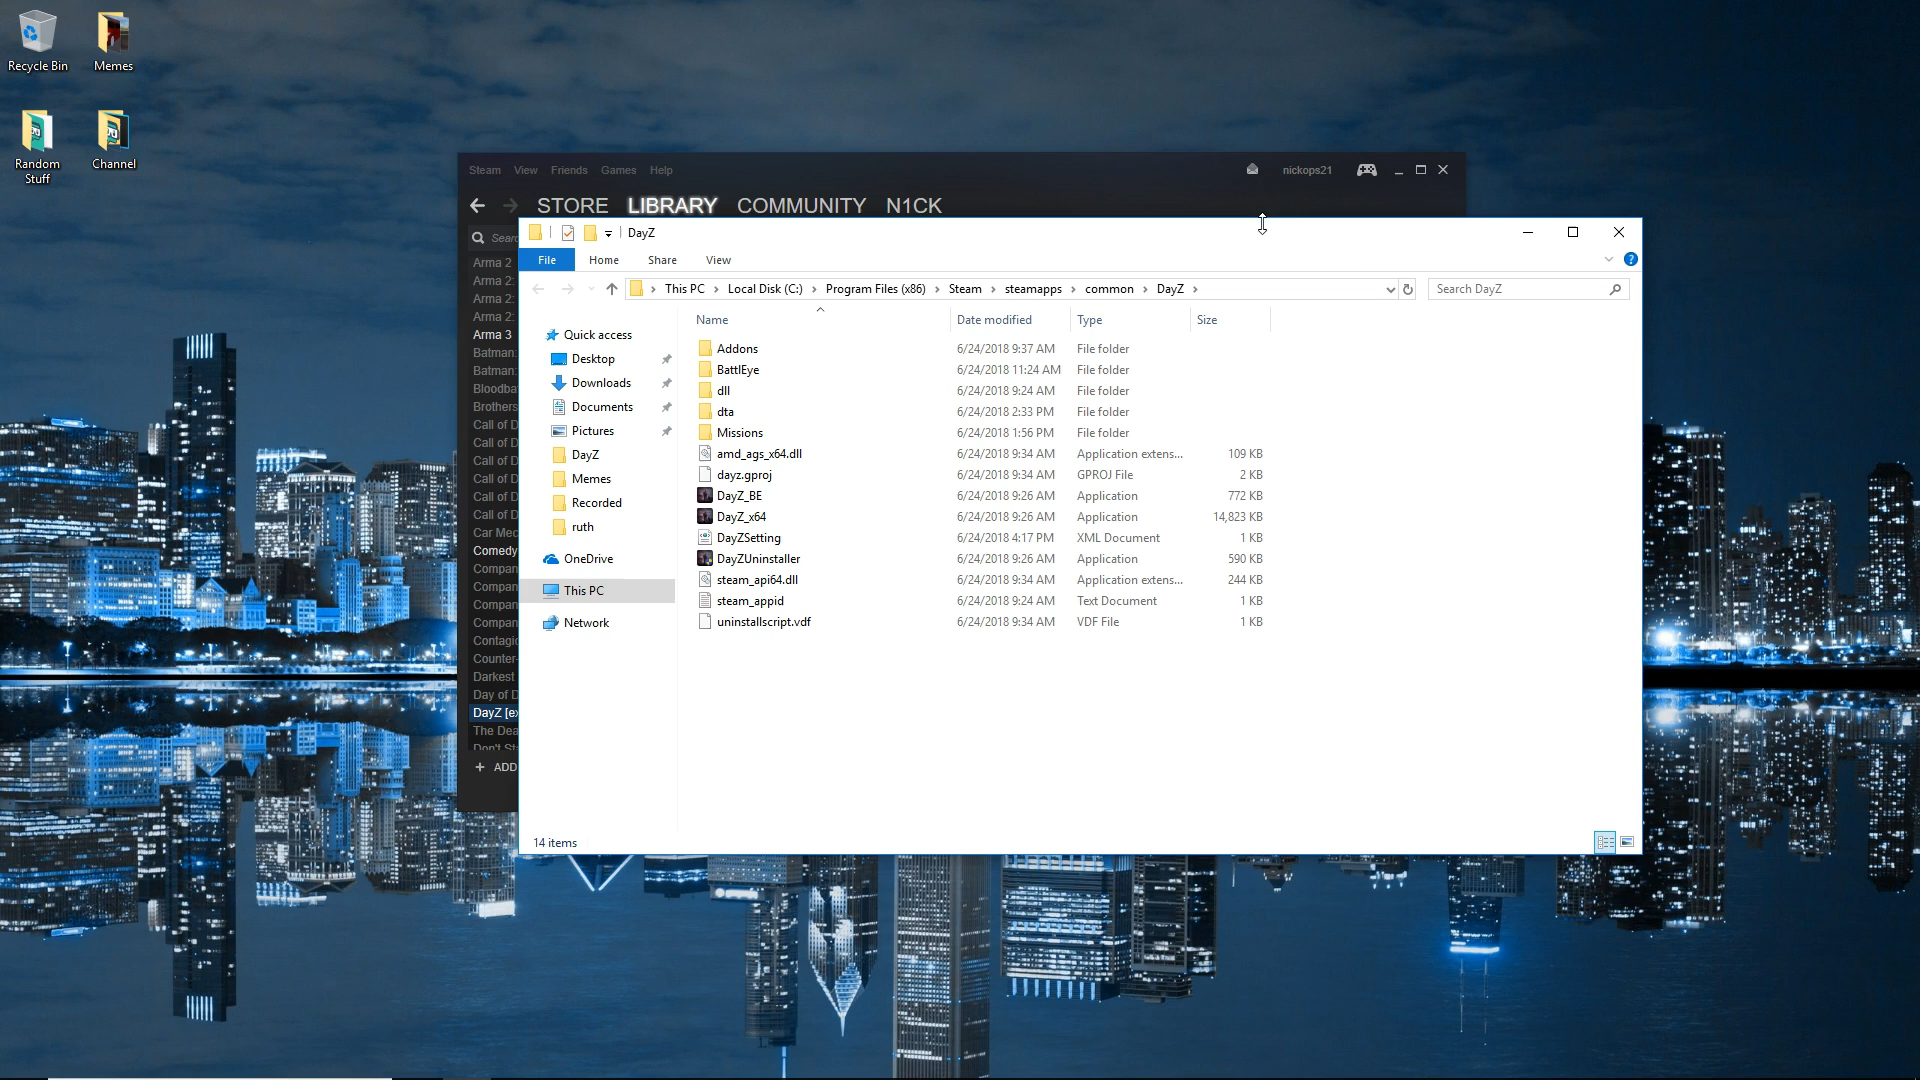 Recycle Bin
Memes
Random
Stuff
Channel
Steam View Friends Games Help
nickops21
STORE LIBRARY COMMUNITY N1CK
Searc
Arma 2
Arma 2:
Arma 2:
Arma 2:
Arma 3
Batman:
Batman:
Bloodba
Brothers
Call of D
Call of D
Call of D
Call of D
Call of D
Call of D
Car Mec
Comedy
Compan
Compan
Compan
Compan
Contagio
Counter-
Darkest
Day of D
DayZ [ex
The Dea
Don't St
+ ADD
DayZ
File Home Share View
This PC > Local Disk (C:) > Program Files (x86) > Steam > steamapps > common > DayZ >
Search DayZ
Quick access
Desktop
Downloads
Documents
Pictures
DayZ
Memes
Recorded
ruth
OneDrive
This PC
Network
Name Date modified Type Size
Addons 6/24/2018 9:37 AM File folder
BattlEye 6/24/2018 11:24 AM File folder
dll 6/24/2018 9:24 AM File folder
dta 6/24/2018 2:33 PM File folder
Missions 6/24/2018 1:56 PM File folder
amd_ags_x64.dll 6/24/2018 9:34 AM Application extens... 109 KB
dayz.gproj 6/24/2018 9:34 AM GPROJ File 2 KB
DayZ_BE 6/24/2018 9:26 AM Application 772 KB
DayZ_x64 6/24/2018 9:26 AM Application 14,823 KB
DayZSetting 6/24/2018 4:17 PM XML Document 1 KB
DayZUninstaller 6/24/2018 9:26 AM Application 590 KB
steam_api64.dll 6/24/2018 9:34 AM Application extens... 244 KB
steam_appid 6/24/2018 9:24 AM Text Document 1 KB
uninstallscript.vdf 6/24/2018 9:34 AM VDF File 1 KB
14 items